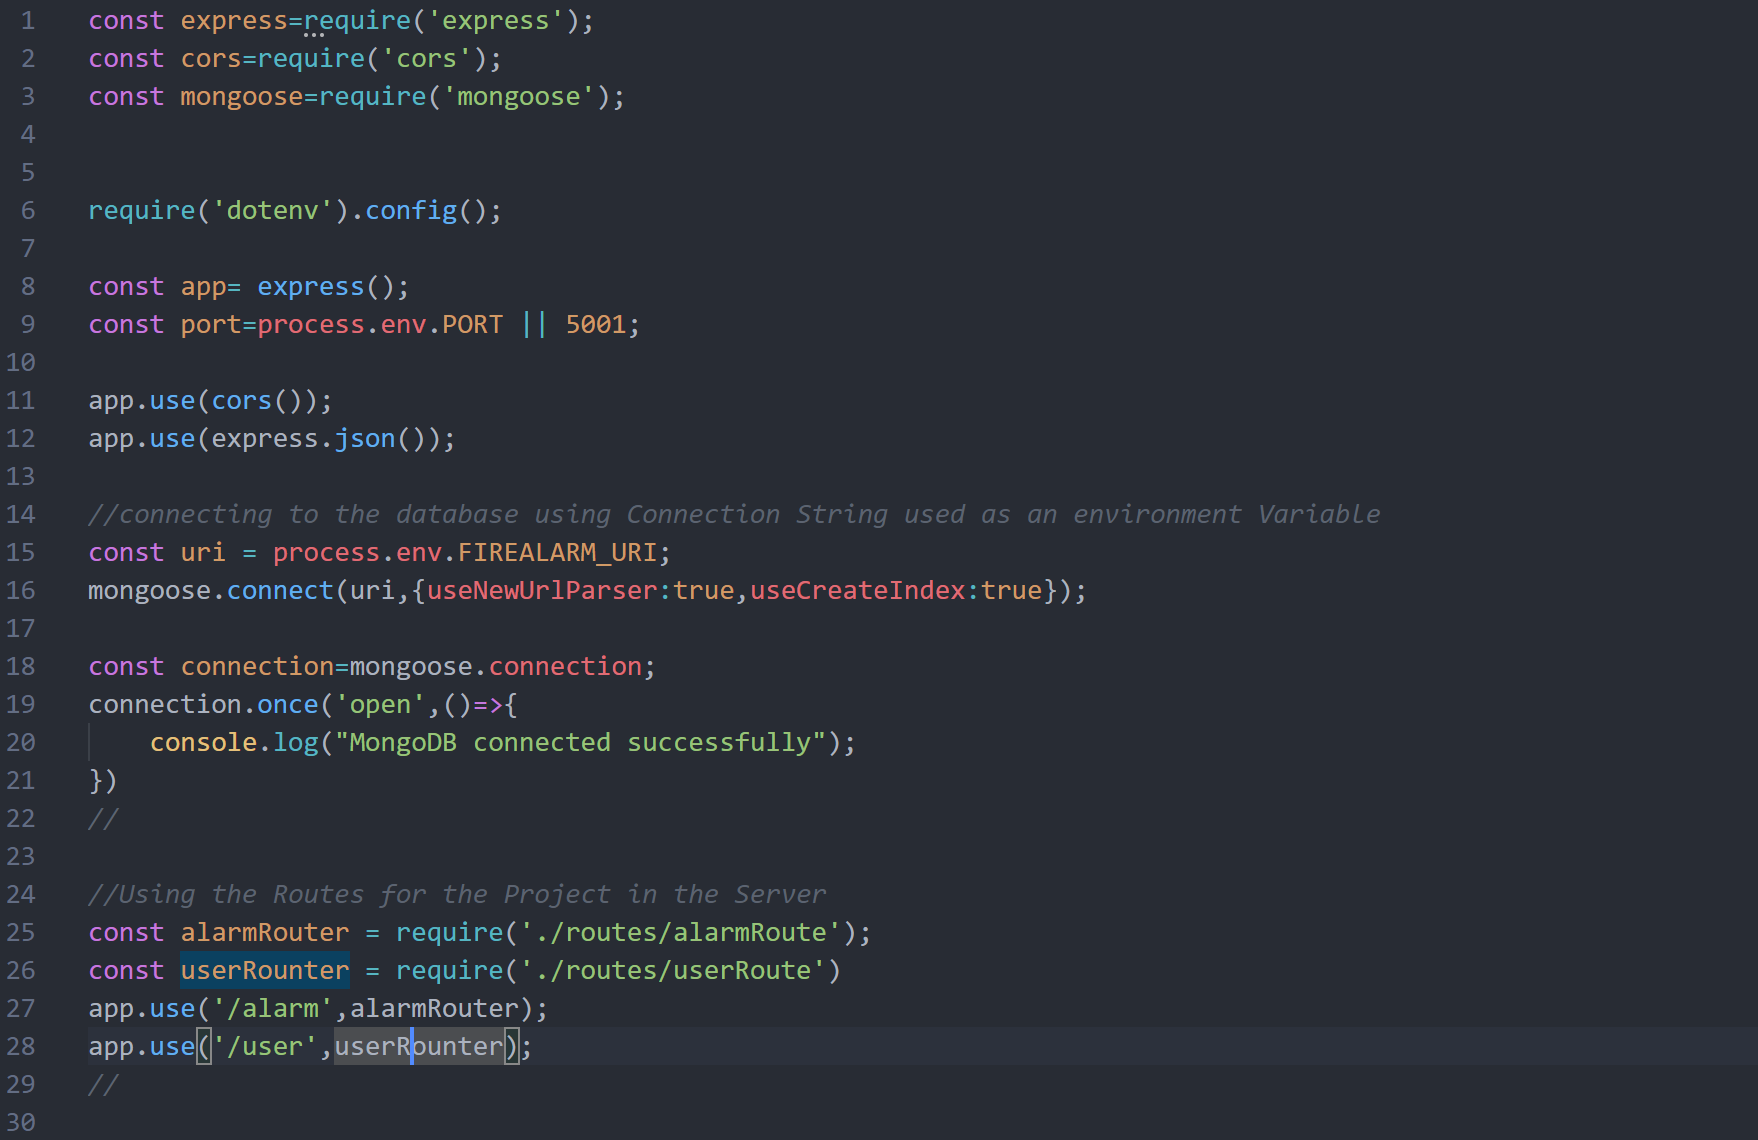 1 const express=require('express');
2 const cors=require('cors');
3 const mongoose=require('mongoose');
4
5
6 require('dotenv').config();
7
8 const app= express();
9 const port=process.env.PORT || 5001;
10
11 app.use(cors());
12 app.use(express.json());
13
14 //connecting to the database using Connection String used as an environment Variable
15 const uri = process.env.FIREALARM_URI;
16 mongoose.connect(uri,{useNewUrlParser:true,useCreateIndex:true});
17
18 const connection=mongoose.connection;
19 connection.once('open',()=>{
20     console.log("MongoDB connected successfully");
21 })
22 //
23
24 //Using the Routes for the Project in the Server
25 const alarmRouter = require('./routes/alarmRoute');
26 const userRounter = require('./routes/userRoute')
27 app.use('/alarm',alarmRouter);
28 app.use('/user',userRounter);
29 //
30